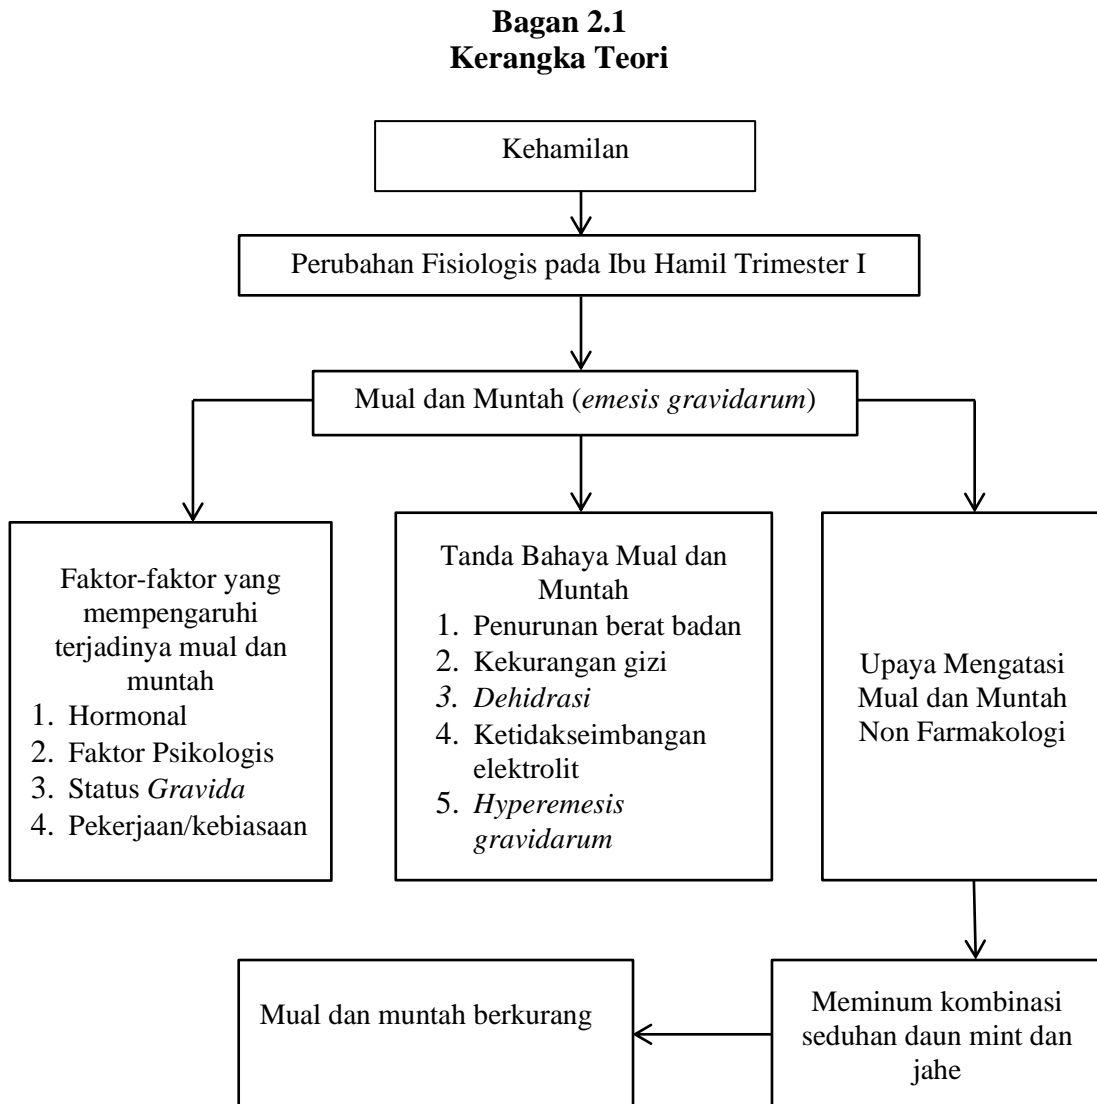 Bagan 2.1
Kerangka Teori
Kehamilan
Perubahan Fisiologis pada Ibu Hamil Trimester I
Mual dan Muntah (emesis gravidarum)
Faktor-faktor yang
mempengaruhi
terjadinya mual dan
muntah
1. Hormonal
2. Faktor Psikologis
3. Status Gravida
4. Pekerjaan/kebiasaan
Tanda Bahaya Mual dan
Muntah
1. Penurunan berat badan
2. Kekurangan gizi
3. Dehidrasi
4. Ketidakseimbangan
elektrolit
5. Hyperemesis
gravidarum
Upaya Mengatasi
Mual dan Muntah
Non Farmakologi
Meminum kombinasi
seduhan daun mint dan
jahe
Mual dan muntah berkurang